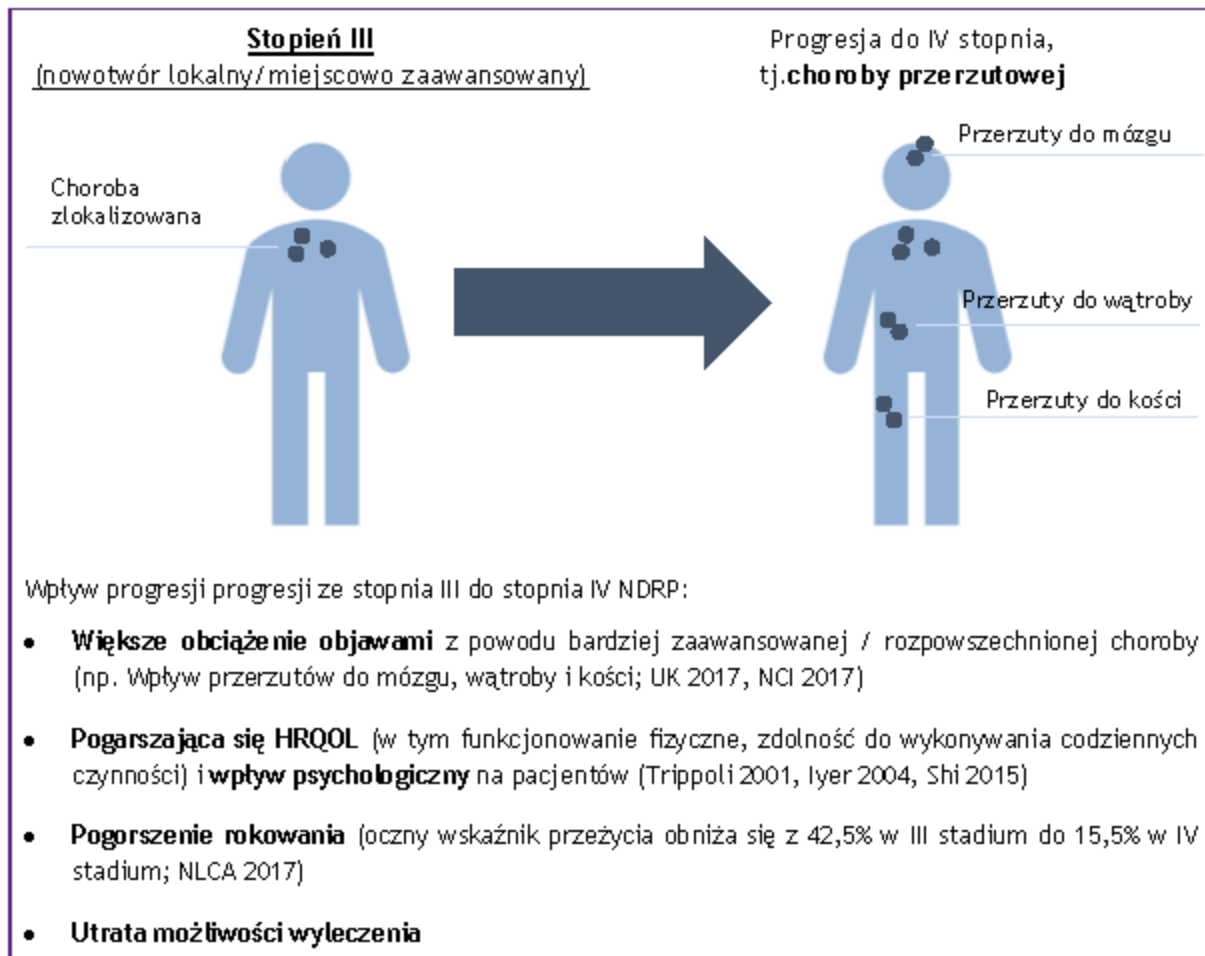 Stopień III
(nowotwór lokalny/miejscowo zaawansowany)
Progresja do IV stopnia,
tj.choroby przerzutowej
Choroba
zlokalizowana
Przerzuty do mózgu
Przerzuty do wątroby
Przerzuty do kości
Wpływ progresji progresji ze stopnia III do stopnia IV NDRP:
• Większe obciążenie objawami z powodu bardziej zaawansowanej / rozpowszechnionej choroby
(np. Wpływ przerzutów do mózgu, wątroby i kości; UK 2017, NCI 2017)
• Pogarszająca się HRQOL (w tym funkcjonowanie fizyczne, zdolność do wykonywania codziennych
czynności) i wpływ psychologiczny na pacjentów (Trippoli 2001, Iyer 2004, Shi 2015)
• Pogorszenie rokowania (oczny wskaźnik przeżycia obniża się z 42,5% w III stadium do 15,5% w IV
stadium; NLCA 2017)
• Utrata możliwości wyleczenia